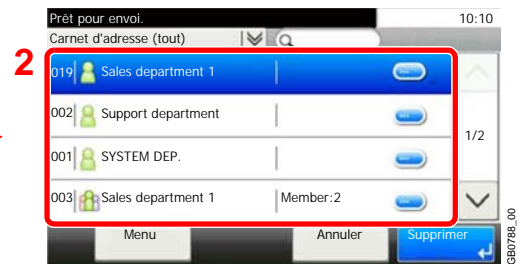 Prêt pour envoi. 10:10
Carnet d'adresse (tout)
2
019 Sales department 1
002 Support department
1/2
001 SYSTEM DEP.
003 Sales department 1 Member:2
Menu Annuler Supprimer
GB0788_00